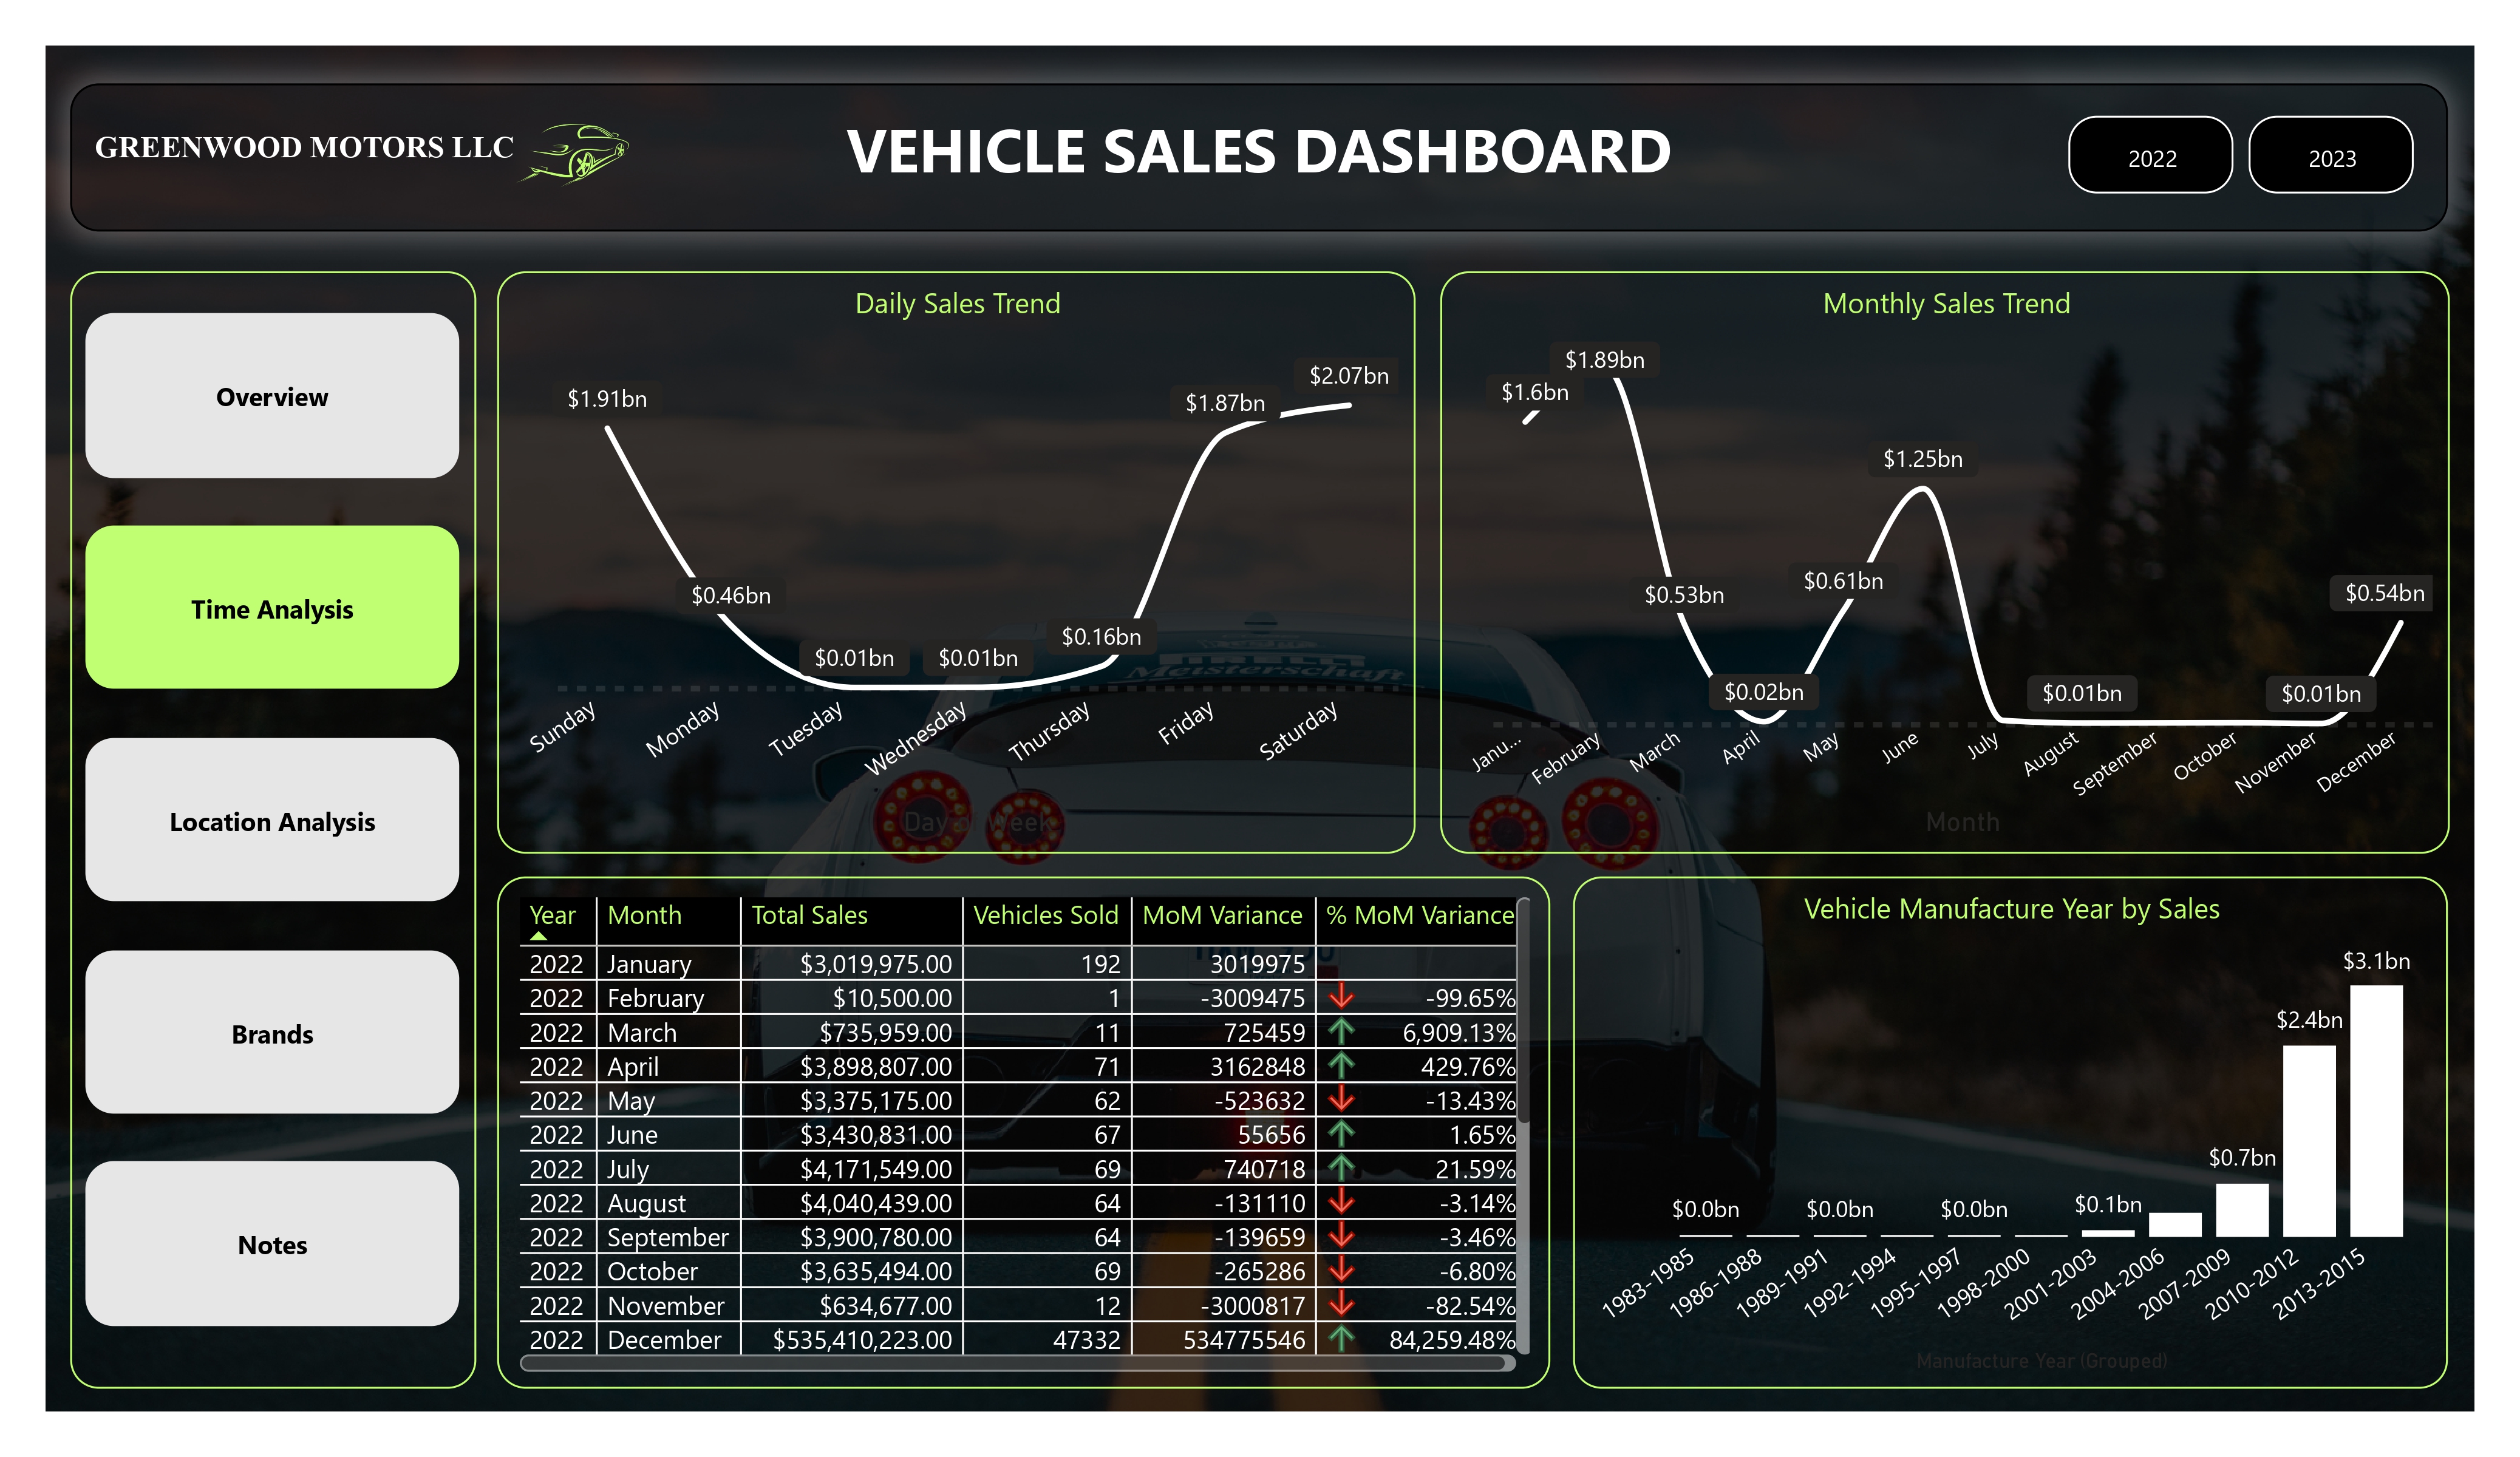 GREENWOOD MOTORS LLC
VEHICLE SALES DASHBOARD
2022
2023
Overview
Time Analysis
Location Analysis
Brands
Notes
Daily Sales Trend
$1.91bn
$0.46bn
$0.01bn
$0.01bn
$0.16bn
$1.87bn
$2.07bn
Sunday
Monday
Tuesday
Wednesday
Thursday
Friday
Saturday
Day of Week
Monthly Sales Trend
$1.6bn
$1.89bn
$0.53bn
$0.02bn
$0.61bn
$1.25bn
$0.01bn
$0.01bn
$0.54bn
Janu...
February
March
April
May
June
July
August
September
October
November
December
Month
Meisterschaft
Year Month Total Sales Vehicles Sold MoM Variance % MoM Variance
2022 January $3,019,975.00 192 3019975
2022 February $10,500.00 1 -3009475 -99.65%
2022 March $735,959.00 11 725459 6,909.13%
2022 April $3,898,807.00 71 3162848 429.76%
2022 May $3,375,175.00 62 -523632 -13.43%
2022 June $3,430,831.00 67 55656 1.65%
2022 July $4,171,549.00 69 740718 21.59%
2022 August $4,040,439.00 64 -131110 -3.14%
2022 September $3,900,780.00 64 -139659 -3.46%
2022 October $3,635,494.00 69 -265286 -6.80%
2022 November $634,677.00 12 -3000817 -82.54%
2022 December $535,410,223.00 47332 534775546 84,259.48%
Vehicle Manufacture Year by Sales
$0.0bn
$0.0bn
$0.0bn
$0.1bn
$0.7bn
$2.4bn
$3.1bn
1983-1985
1986-1988
1989-1991
1992-1994
1995-1997
1998-2000
2001-2003
2004-2006
2007-2009
2010-2012
2013-2015
Manufacture Year (Grouped)